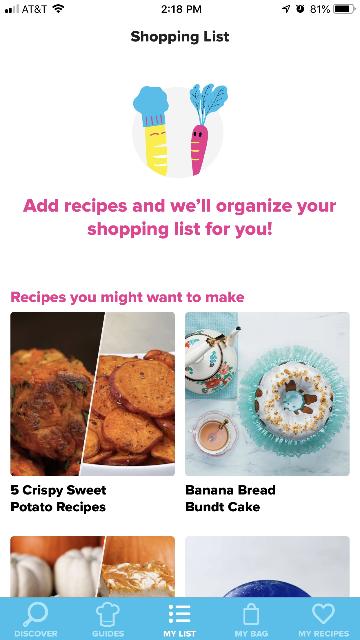 AT&T 2:18 PM 81%
Shopping List
Add recipes and we'll organize your
shopping list for you!
Recipes you might want to make
5 Crispy Sweet
Potato Recipes
Banana Bread
Bundt Cake
DISCOVER GUIDES MY LIST MY BAG MY RECIPES